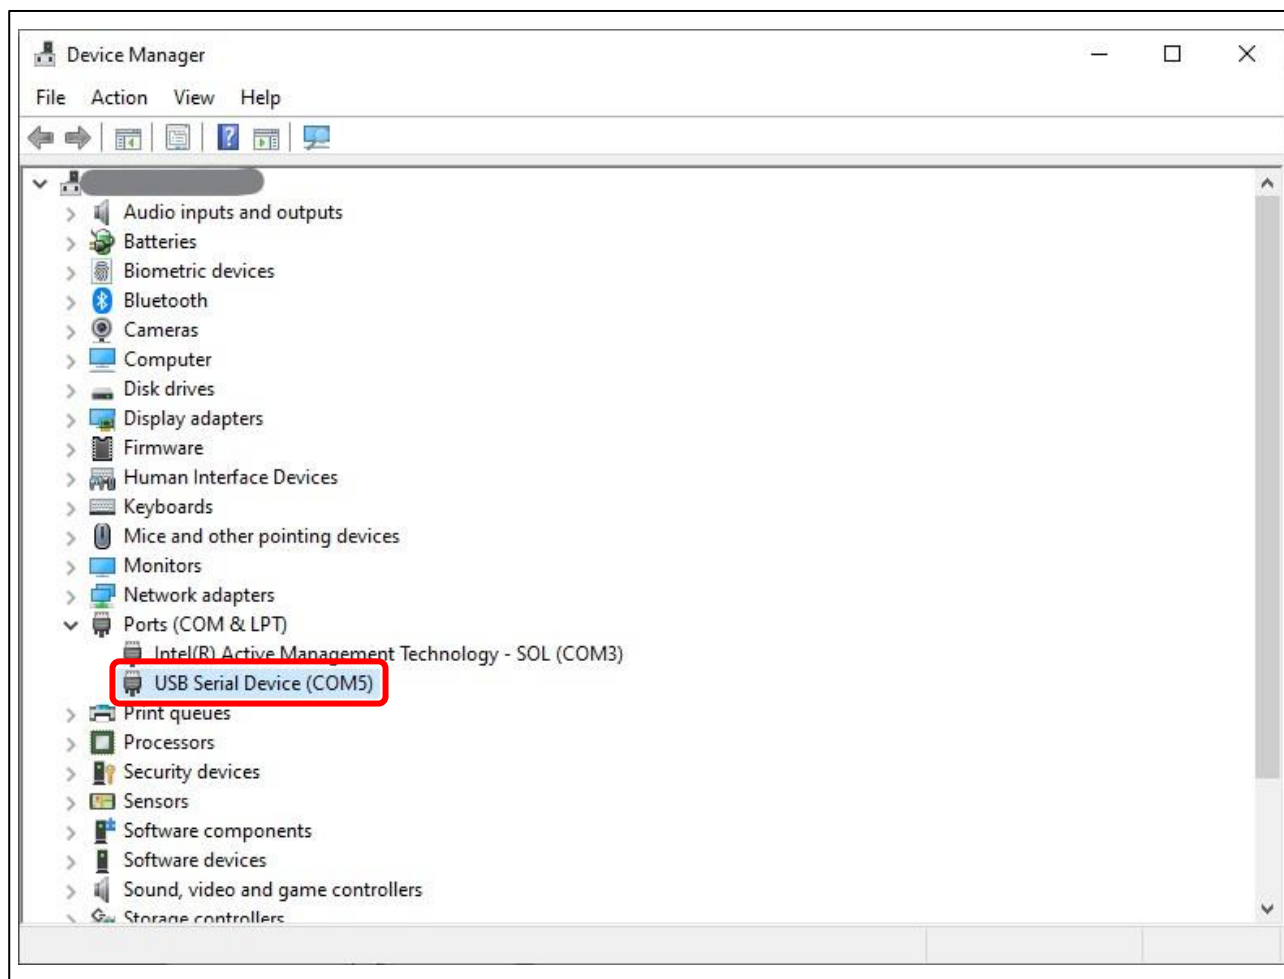 Device Manager
File Action View Help
Audio inputs and outputs
Batteries
Biometric devices
Bluetooth
Cameras
Computer
Disk drives
Display adapters
Firmware
Human Interface Devices
Keyboards
Mice and other pointing devices
Monitors
Network adapters
Ports (COM & LPT)
Intel(R) Active Management Technology - SOL (COM3)
USB Serial Device (COM5)
Print queues
Processors
Security devices
Sensors
Software components
Software devices
Sound, video and game controllers
Storage controllers